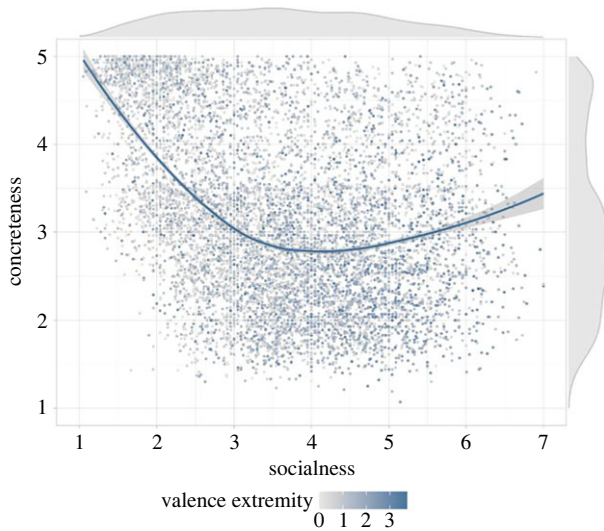 5
4
concreteness
3
2
1
1 2 3 4 5 6 7
socialness
valence extremity
0 1 2 3